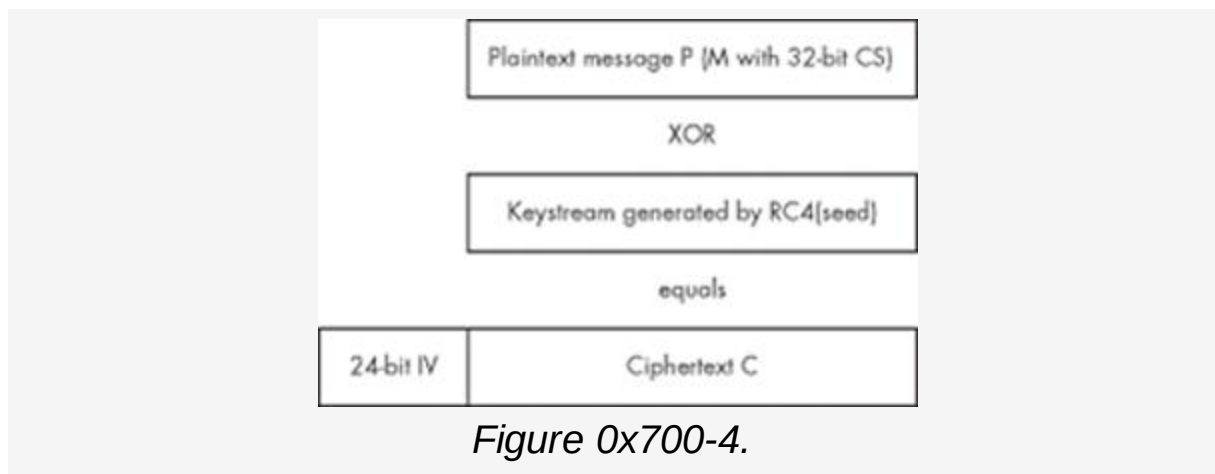 Plaintext message P (M with 32-bit CS)
XOR
Keystream generated by RC4(seed)
equals
24-bit IV Ciphertext C
Figure 0x700-4.